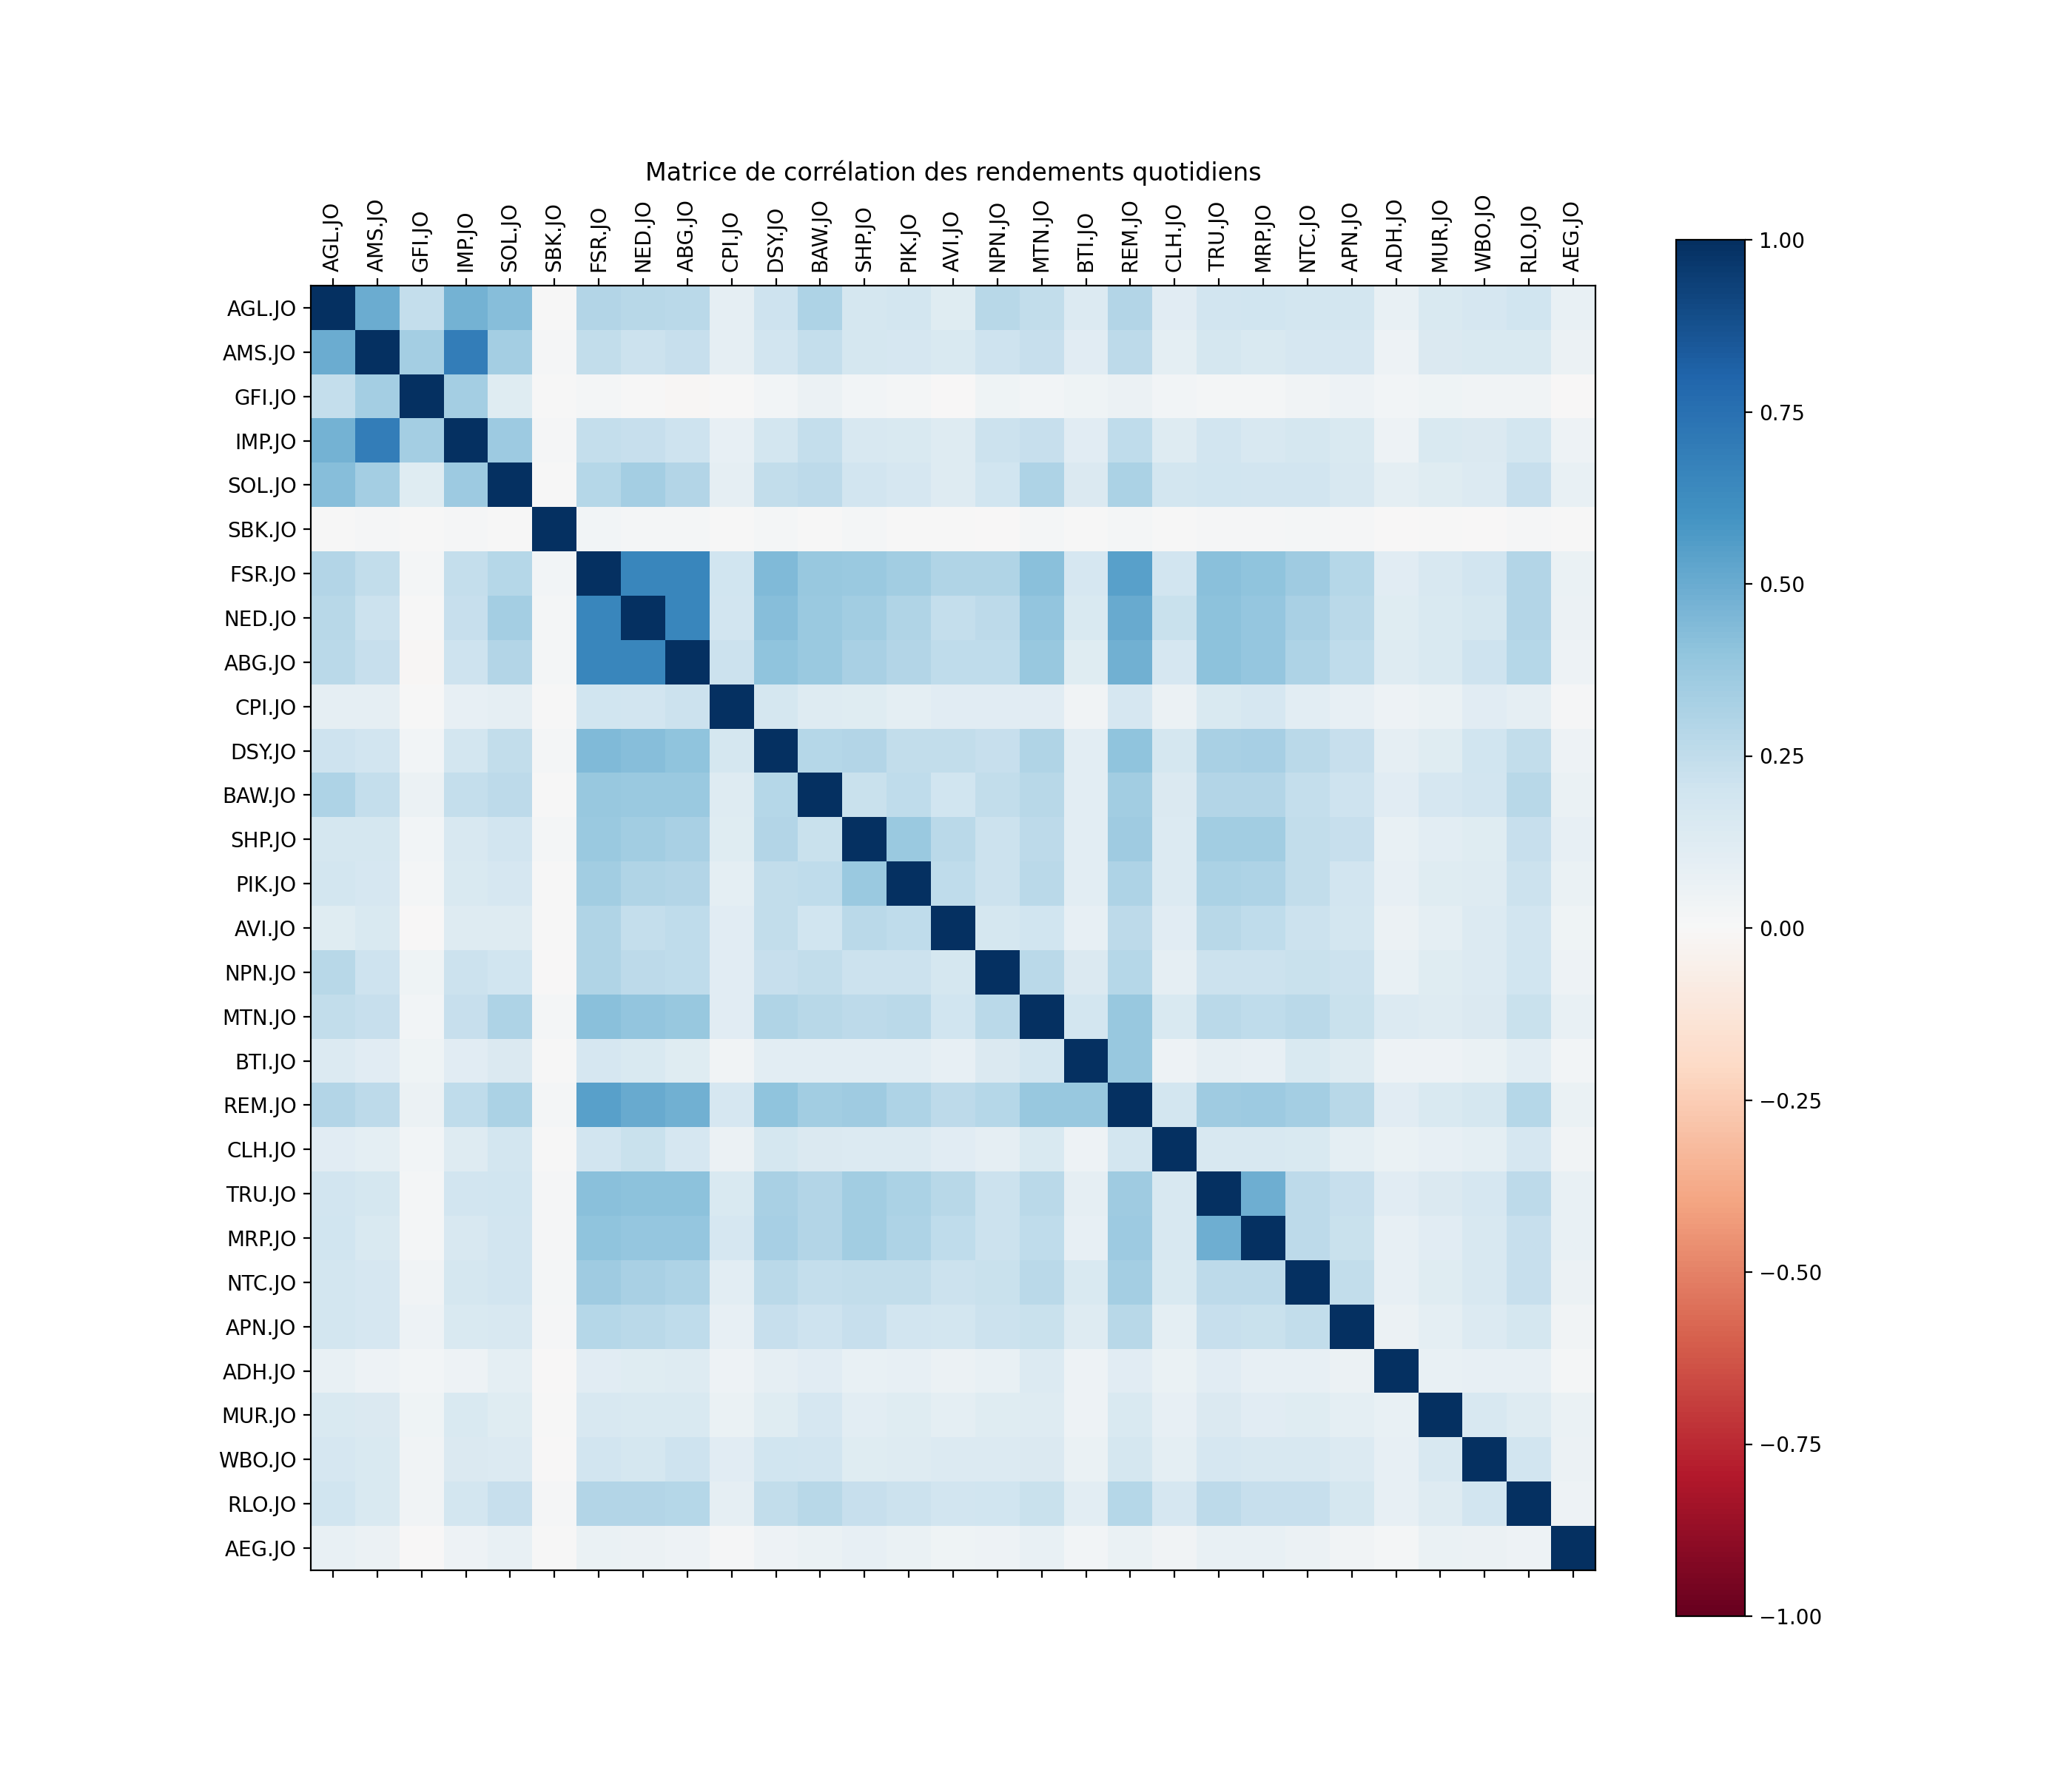 Matrice de corrélation des rendements quotidiens
AGL.JO
AMS.JO
GFI.JO
IMP.JO
SOL.JO
SBK.JO
FSR.JO
NED.JO
ABG.JO
CPI.JO
DSY.JO
BAW.JO
SHP.JO
PIK.JO
AVI.JO
NPN.JO
MTN.JO
BTI.JO
REM.JO
CLH.JO
TRU.JO
MRP.JO
NTC.JO
APN.JO
ADH.JO
MUR.JO
WBO.JO
RLO.JO
AEG.JO
AGL.JO
AMS.JO
GFI.JO
IMP.JO
SOL.JO
SBK.JO
FSR.JO
NED.JO
ABG.JO
CPI.JO
DSY.JO
BAW.JO
SHP.JO
PIK.JO
AVI.JO
NPN.JO
MTN.JO
BTI.JO
REM.JO
CLH.JO
TRU.JO
MRP.JO
NTC.JO
APN.JO
ADH.JO
MUR.JO
WBO.JO
RLO.JO
AEG.JO
1.00
0.75
0.50
0.25
0.00
−0.25
−0.50
−0.75
−1.00